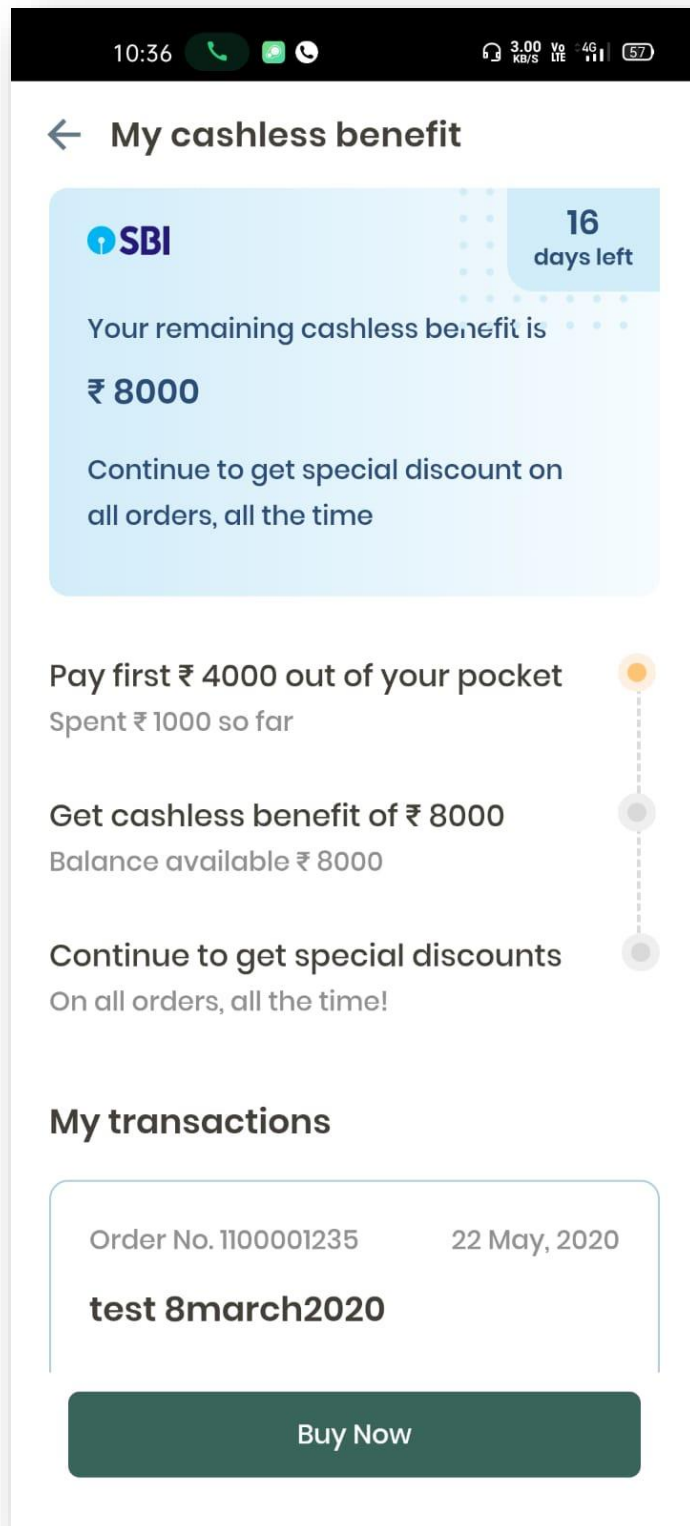 10:36
3.00 KB/S Vo LTE 4G 57
My cashless benefit
SBI
16
days left
Your remaining cashless benefit is
₹ 8000
Continue to get special discount on
all orders, all the time
Pay first ₹ 4000 out of your pocket
Spent ₹ 1000 so far
Get cashless benefit of ₹ 8000
Balance available ₹ 8000
Continue to get special discounts
On all orders, all the time!
My transactions
Order No. 1100001235 22 May, 2020
test 8march2020
Buy Now